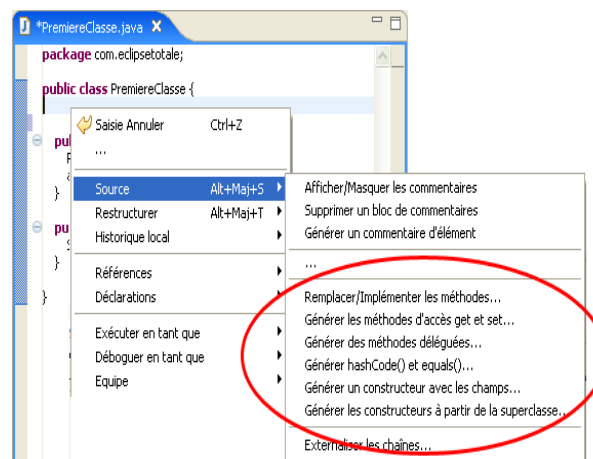 *PremiereClasse.java
package com.eclipsetotale;
public class PremiereClasse {
Saisie Annuler Ctrl+Z
...
Source Alt+Maj+S
Restructurer Alt+Maj+T
Historique local
Références
Déclarations
Exécuter en tant que
Déboguer en tant que
Equipe
pu
}
pu
}
}
Afficher/Masquer les commentaires
Supprimer un bloc de commentaires
Générer un commentaire d'élément
...
Remplacer/Implémenter les méthodes...
Générer les méthodes d'accès get et set...
Générer des méthodes déléguées...
Générer hashCode() et equals()...
Générer un constructeur avec les champs...
Générer les constructeurs à partir de la superclasse..
Externaliser les chaînes...